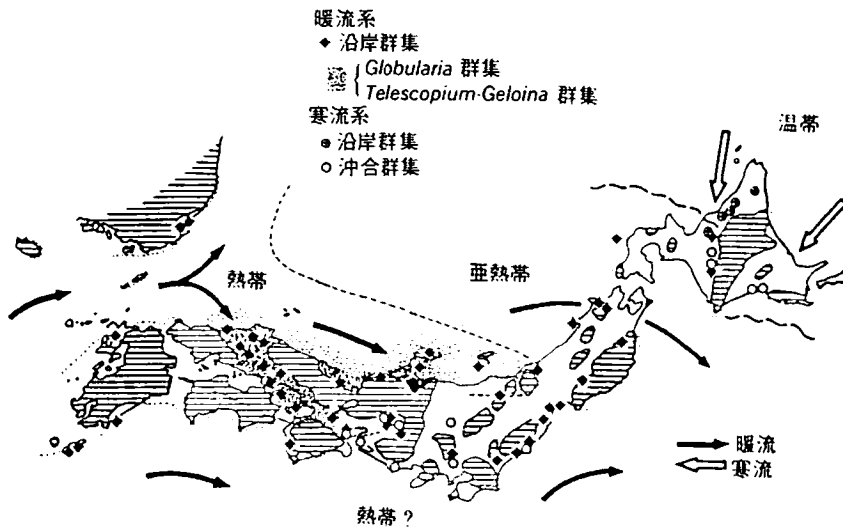 暖流系
沿岸群集
Globularia 群集
Telescopium-Geloina 群集
寒流系
沿岸群集
沖合群集
温帯
熱帯
亜熱帯
暖流
寒流
熱帯?